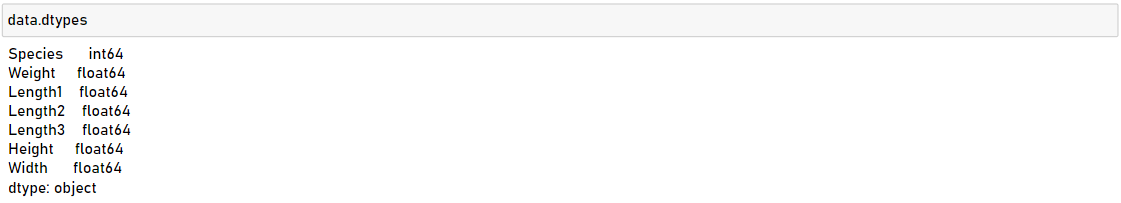 data.dtypes
Species int64
Weight float64
Length1 float64
Length2 float64
Length3 float64
Height float64
Width float64
dtype: object